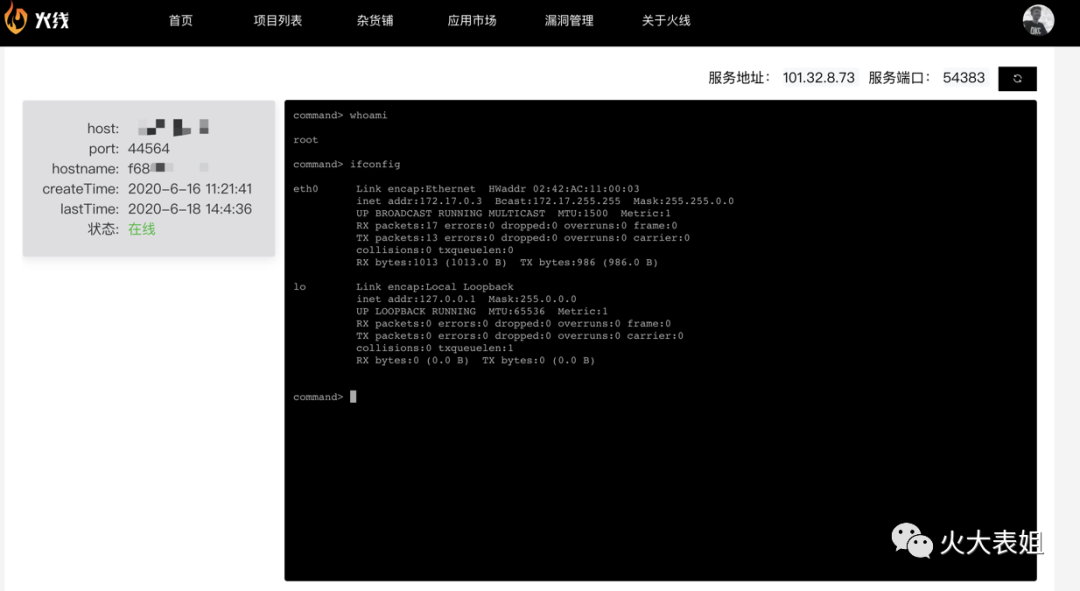 火线 首页 项目列表 杂货铺 应用市场 漏洞管理 关于火线
服务地址： 101.32.8.73 服务端口： 54383
host:
port: 44564
hostname: f68
createTime: 2020-6-16 11:21:41
lastTime: 2020-6-18 14:4:36
状态: 在线
command> whoami
root
command> ifconfig
eth0 Link encap:Ethernet HWaddr 02:42:AC:11:00:03
inet addr:172.17.0.3 Bcast:172.17.255.255 Mask:255.255.0.0
UP BROADCAST RUNNING MULTICAST MTU:1500 Metric:1
RX packets:17 errors:0 dropped:0 overruns:0 frame:0
TX packets:13 errors:0 dropped:0 overruns:0 carrier:0
collisions:0 txqueuelen:0
RX bytes:1013 (1013.0 B) TX bytes:986 (986.0 B)
lo Link encap:Local Loopback
inet addr:127.0.0.1 Mask:255.0.0.0
UP LOOPBACK RUNNING MTU:65536 Metric:1
RX packets:0 errors:0 dropped:0 overruns:0 frame:0
TX packets:0 errors:0 dropped:0 overruns:0 carrier:0
collisions:0 txqueuelen:1
RX bytes:0 (0.0 B) TX bytes:0 (0.0 B)
command>
火大表姐